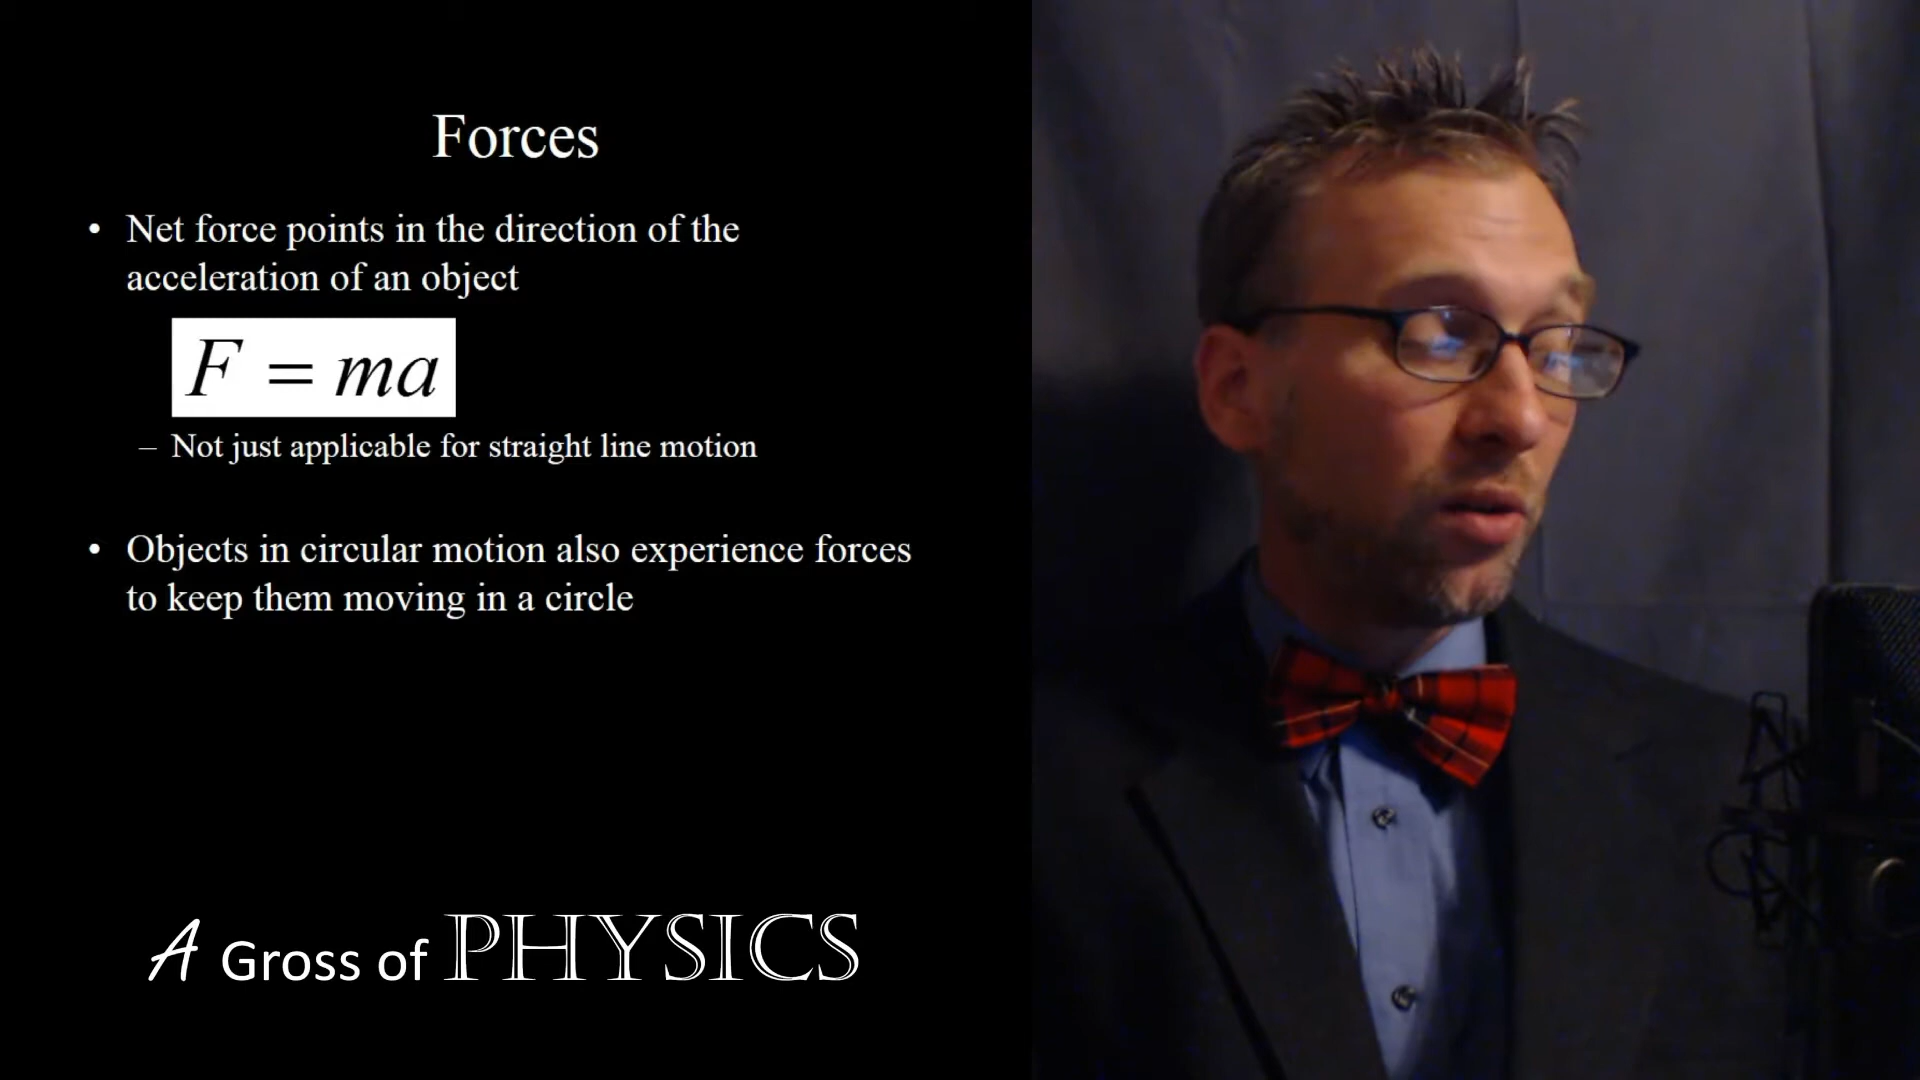 Forces
• Net force points in the direction of the
acceleration of an object
F = ma
– Not just applicable for straight line motion
• Objects in circular motion also experience forces
to keep them moving in a circle
A Gross of PHYSICS